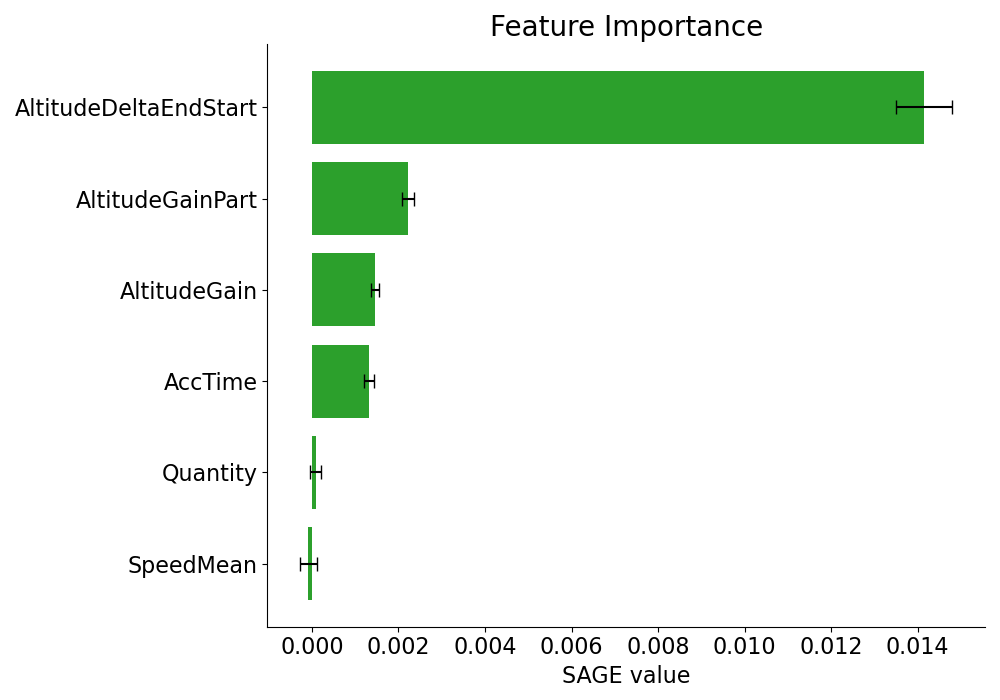 Feature Importance
AltitudeDeltaEndStart
AltitudeGainPart
AltitudeGain
AccTime
Quantity
SpeedMean
0.000 0.002 0.004 0.006 0.008 0.010 0.012 0.014
SAGE value